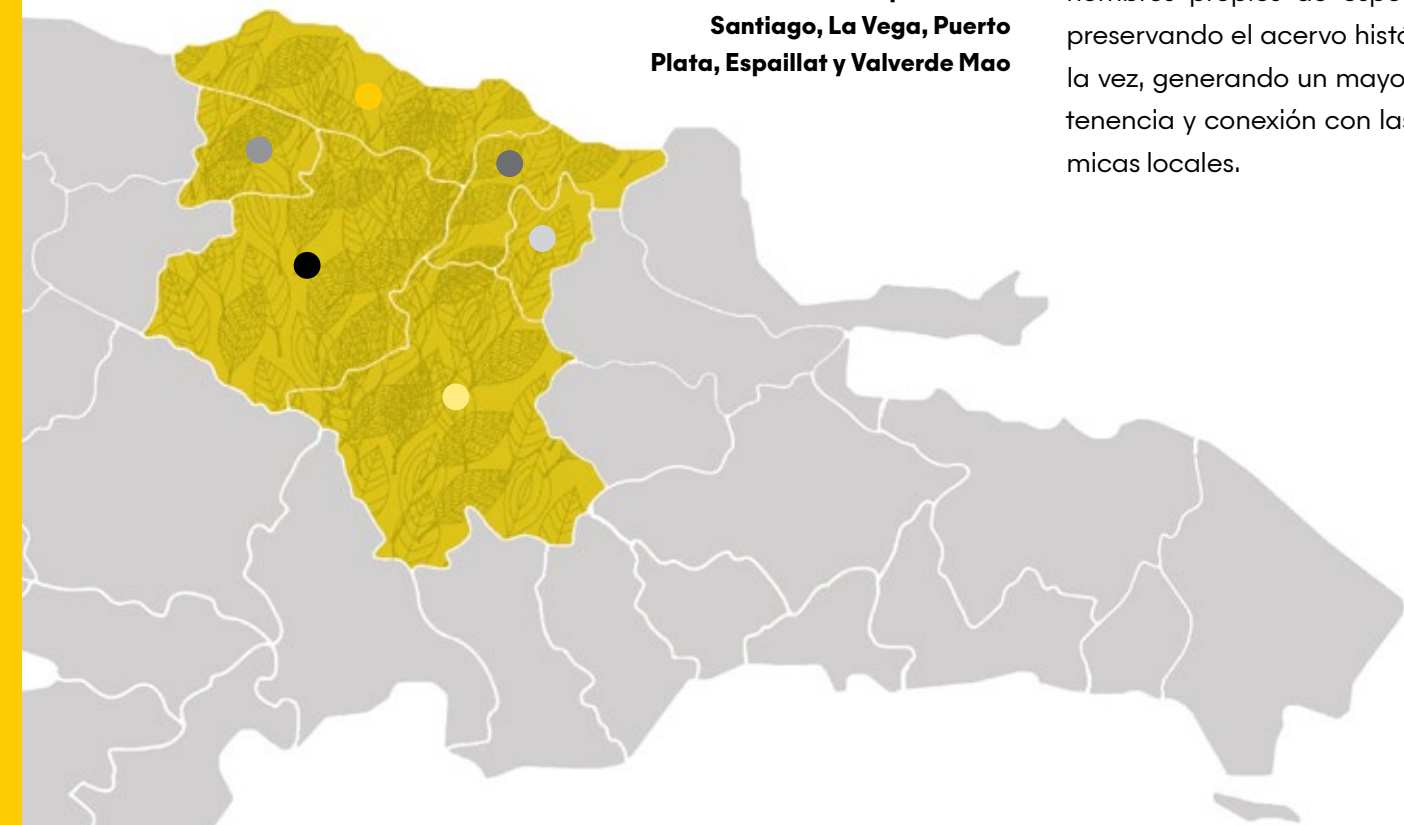 Santiago, La Vega, Puerto
Plata, Espaillat y Valverde Mao
preservando el acervo histó
la vez, generando un mayo
tenencia y conexión con las
micas locales.